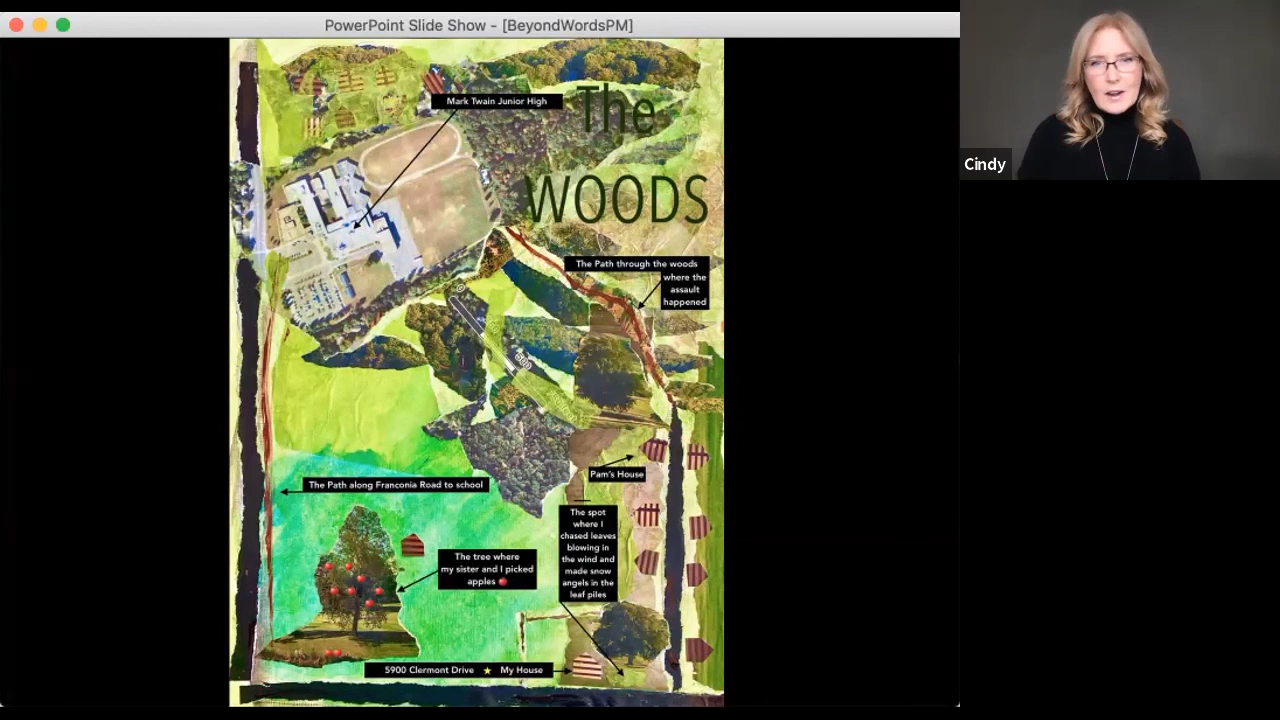 PowerPoint Slide Show - [BeyondWordsPM]
Mark Twain Junior High
The
WOODS
The Path through the woods
where the
assault
happened
0
500
Pam's House
The Path along Franconia Road to school
The spot
where I
chased leaves
blowing in
the wind and
made snow
angels in the
leaf piles
The tree where
my sister and I picked
apples 🍎
5900 Clermont Drive ★ My House
Cindy